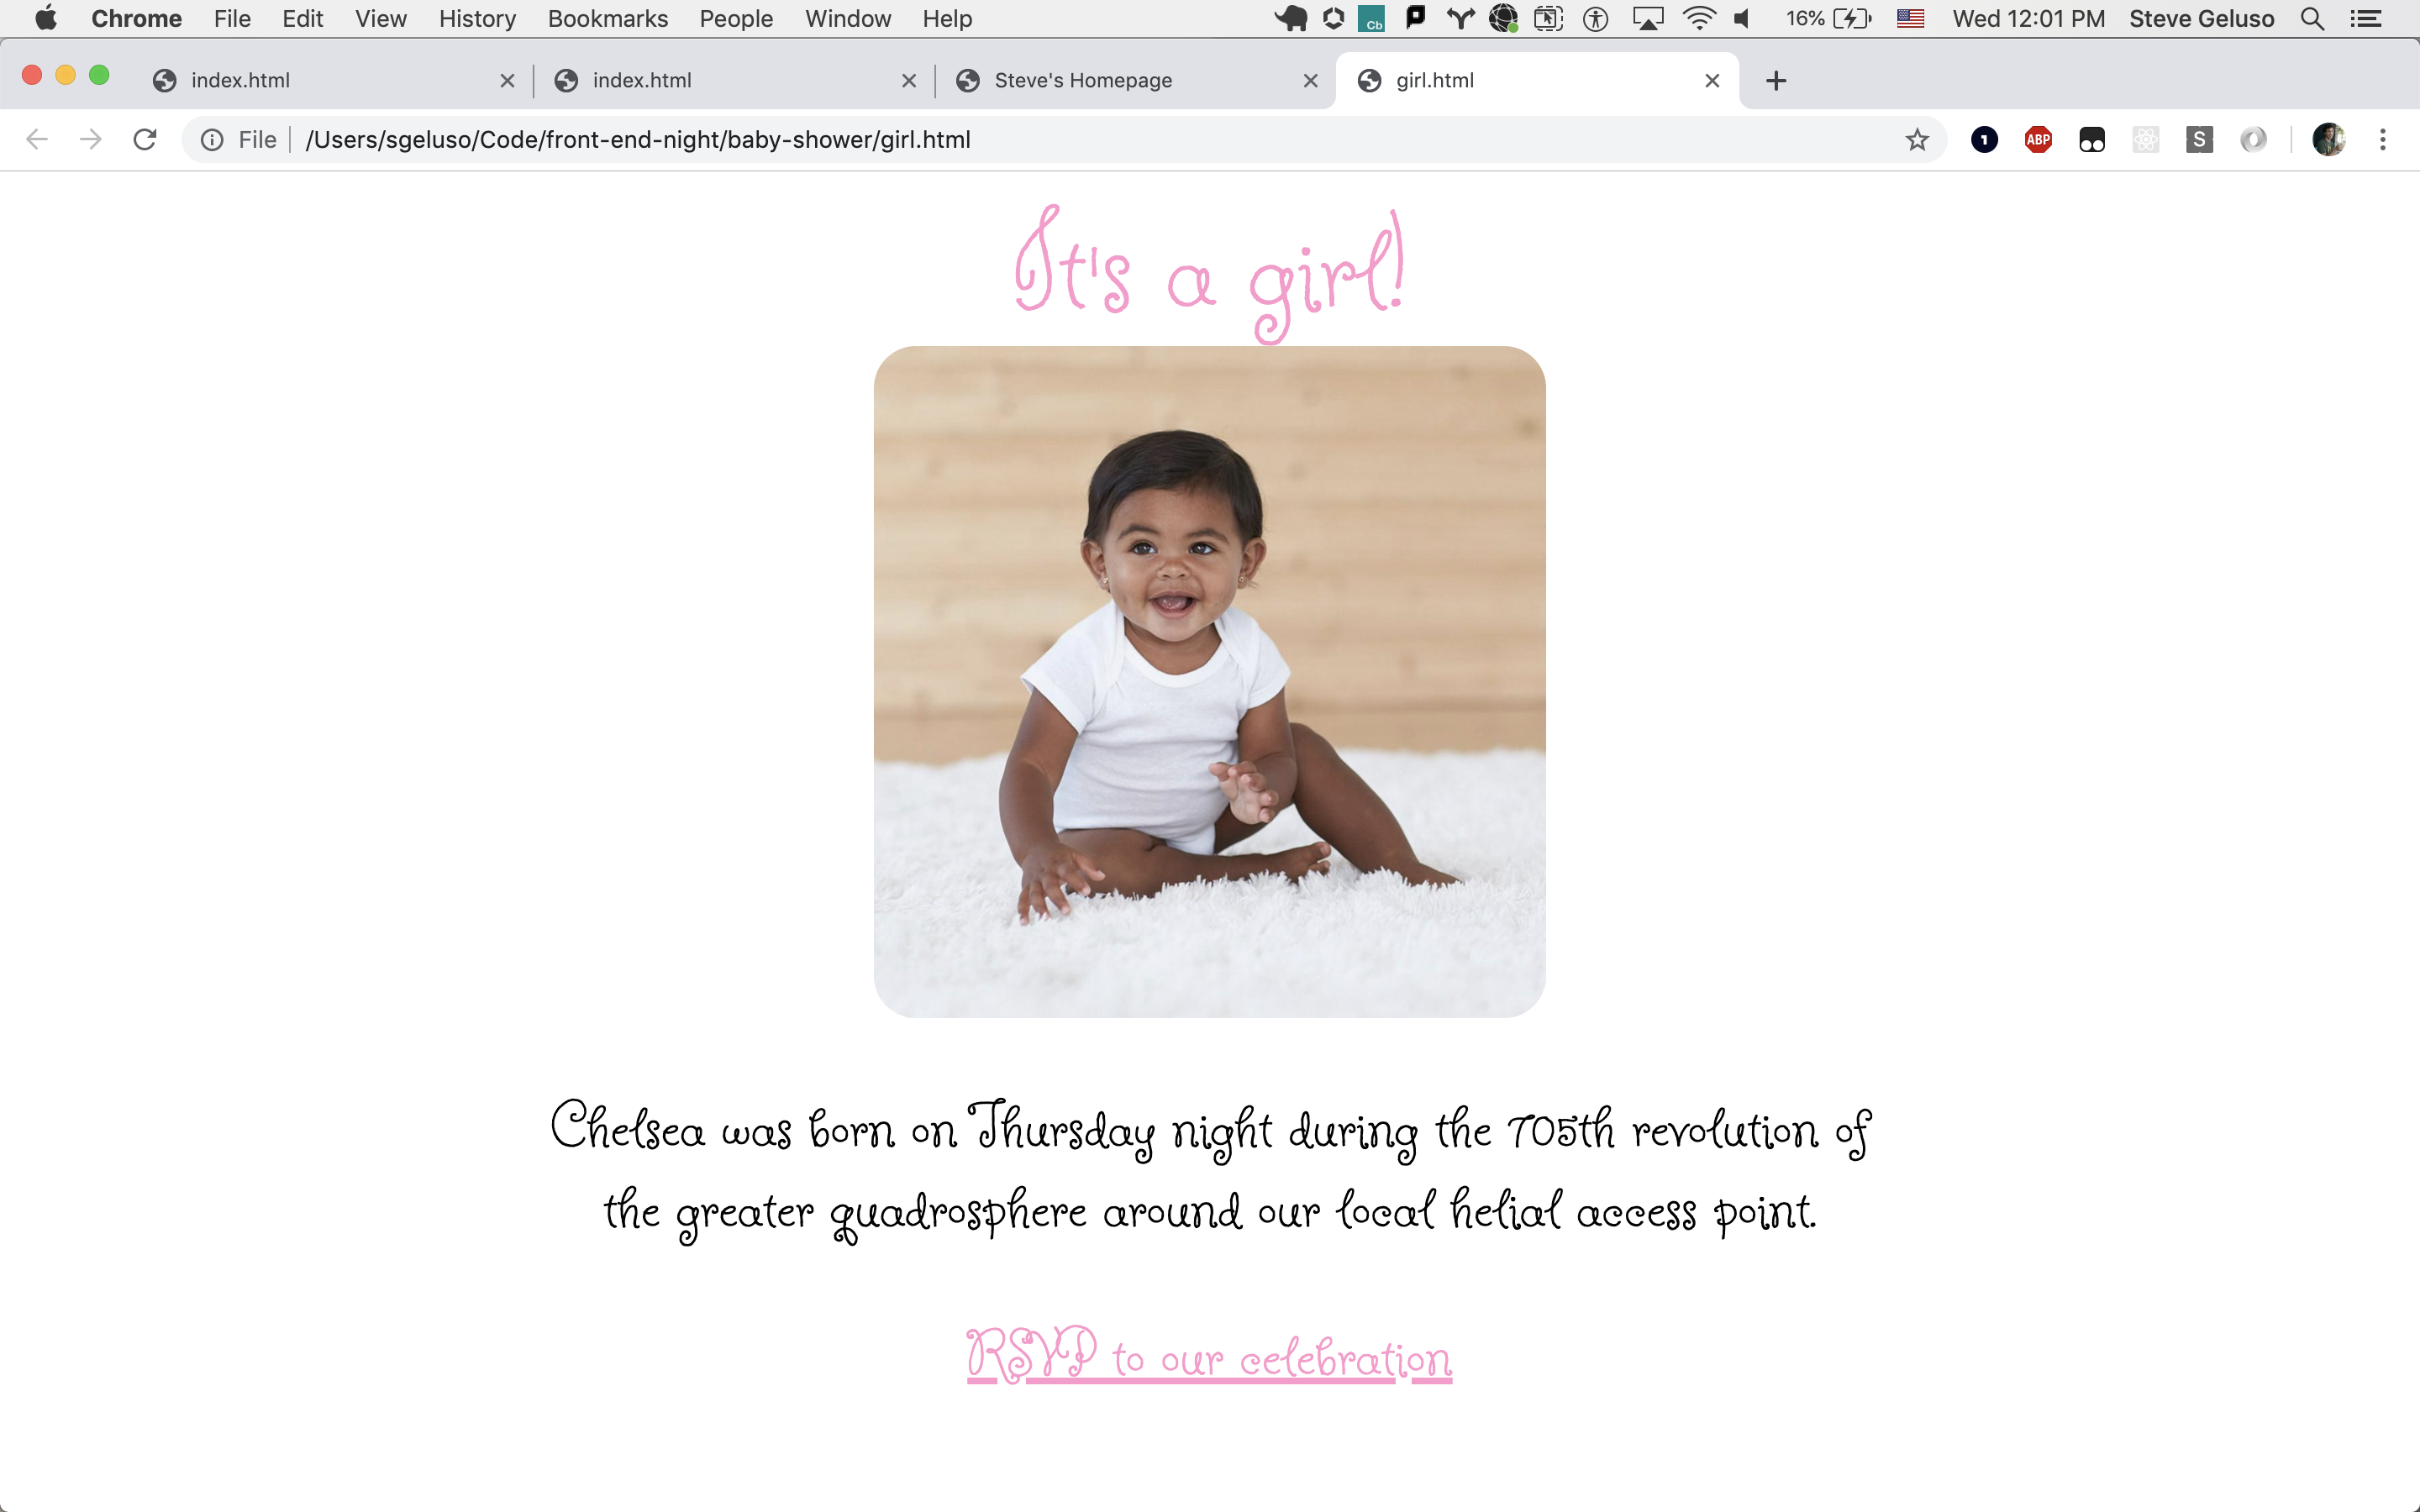 Chrome File Edit View History Bookmarks People Window Help Cb 16% Wed 12:01 PM Steve Geluso
index.html index.html Steve's Homepage girl.html
File /Users/sgeluso/Code/front-end-night/baby-shower/girl.html 1 ABP S
It's a girl!
Chelsea was born on Thursday night during the 705th revolution of
the greater quadrosphere around our local helial access point.
RSVP to our celebration